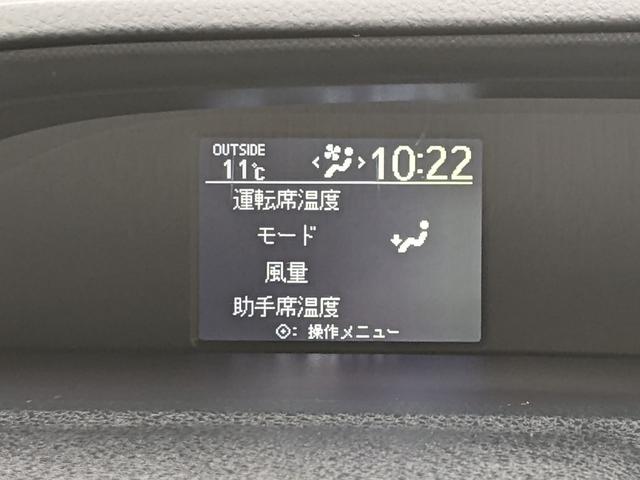 OUTSIDE
11℃
10:22
運転席温度
モード
風量
助手席温度
: 操作メニュー